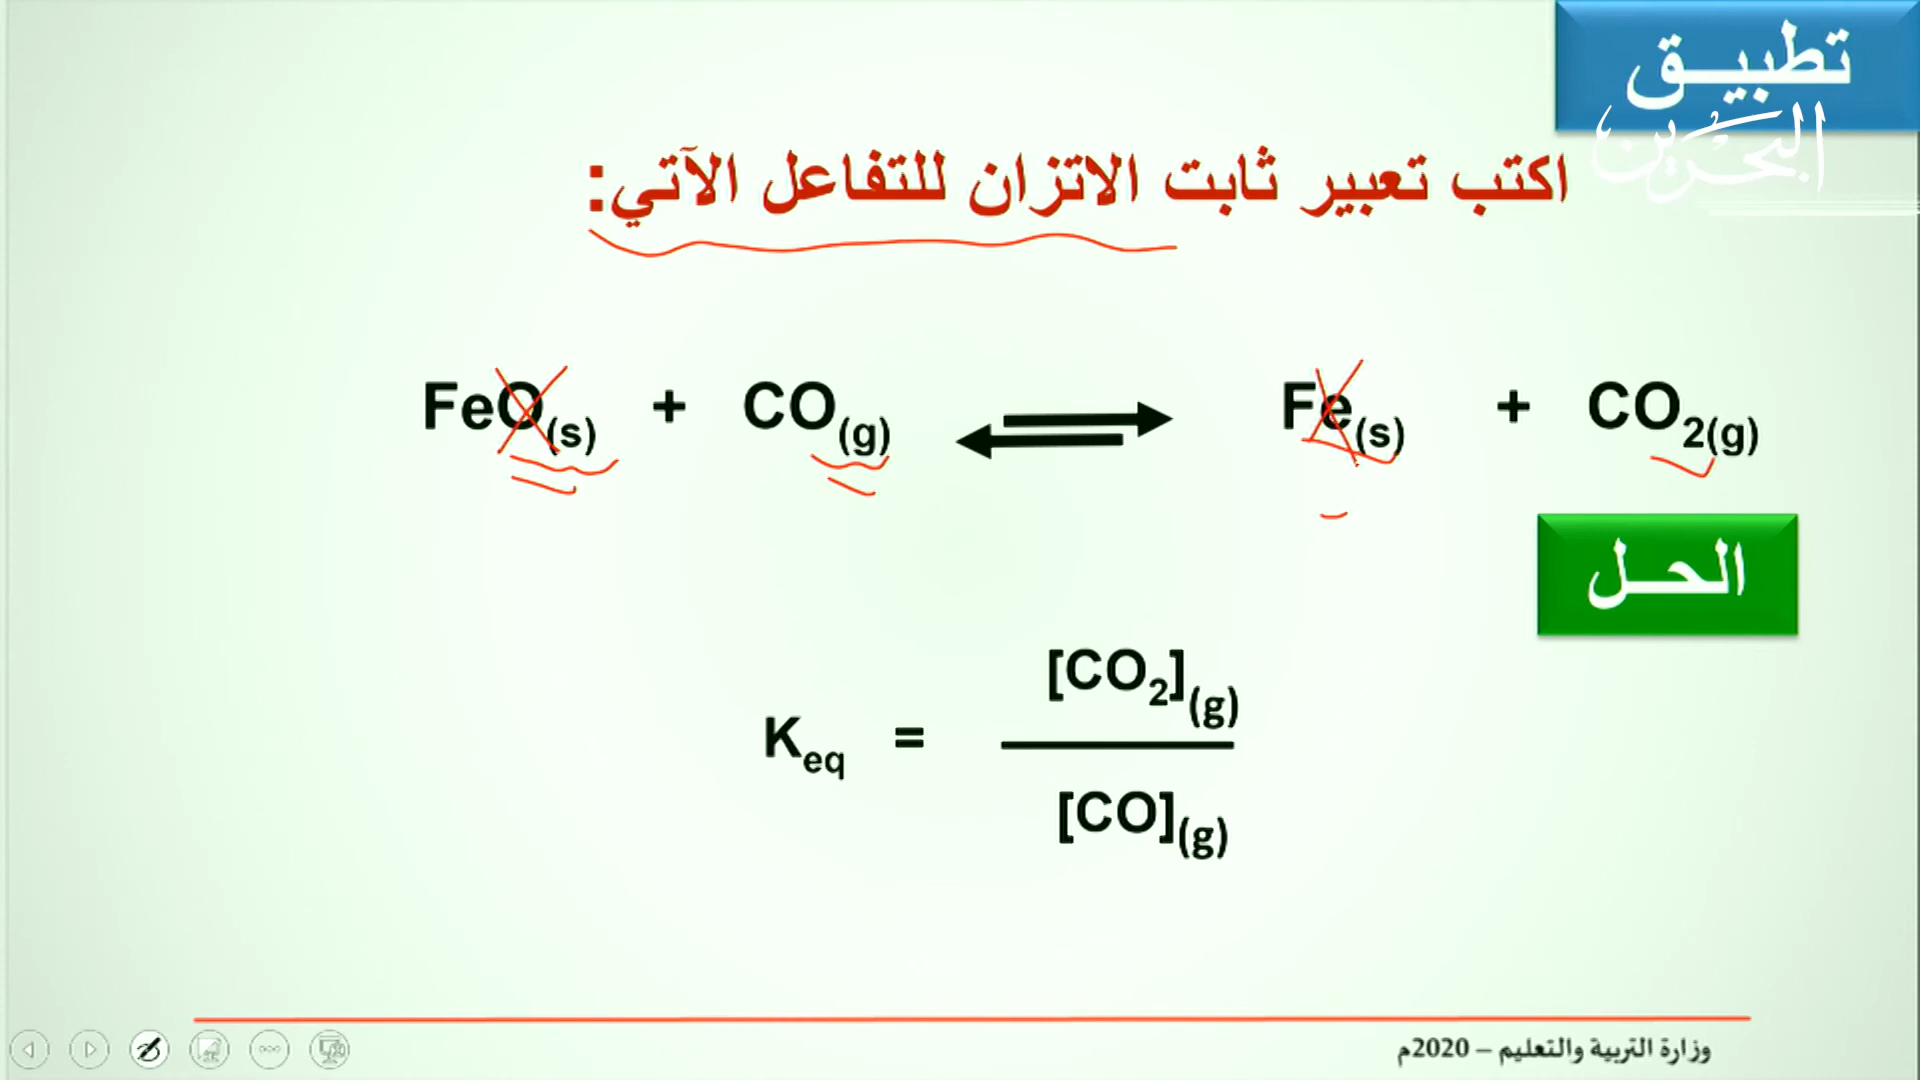 تطبيق
البحرين
اكتب تعبير ثابت الاتزان للتفاعل الآتي:
FeO(s) + CO(g) ⇌ Fe(s) + CO2(g)
الحل
Keq = [CO2](g) / [CO](g)
وزارة التربية والتعليم – 2020م